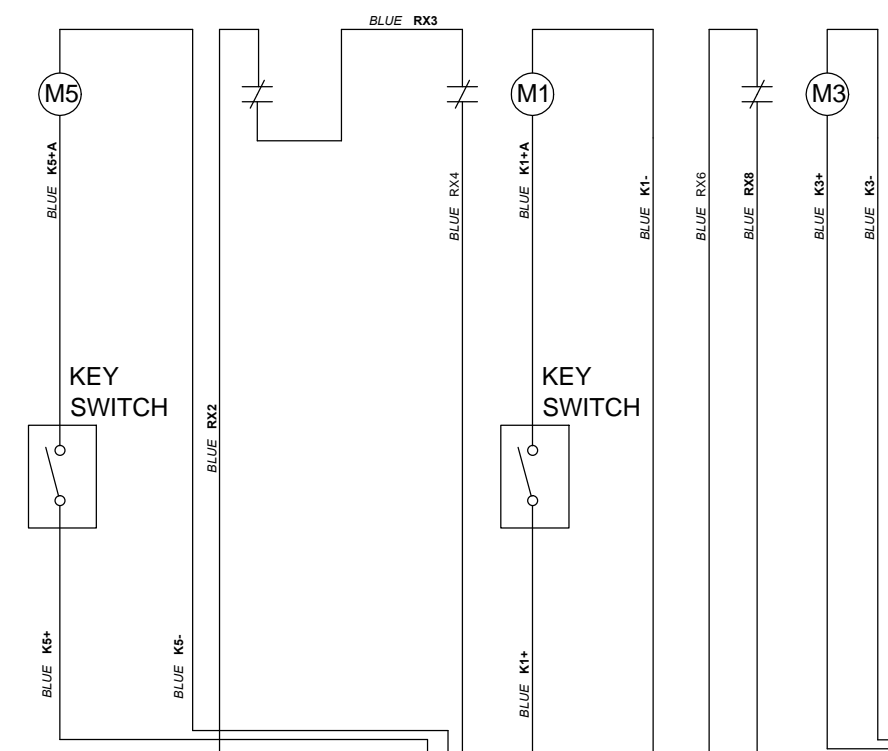 BLUE RX3
M5
M1
M3
BLUE K5+A
BLUE RX4
BLUE K1+A
BLUE K1-
BLUE RX6
BLUE RX8
BLUE K3+
BLUE K3-
KEY
SWITCH
KEY
SWITCH
BLUE RX2
BLUE K5+
BLUE K5-
BLUE K1+